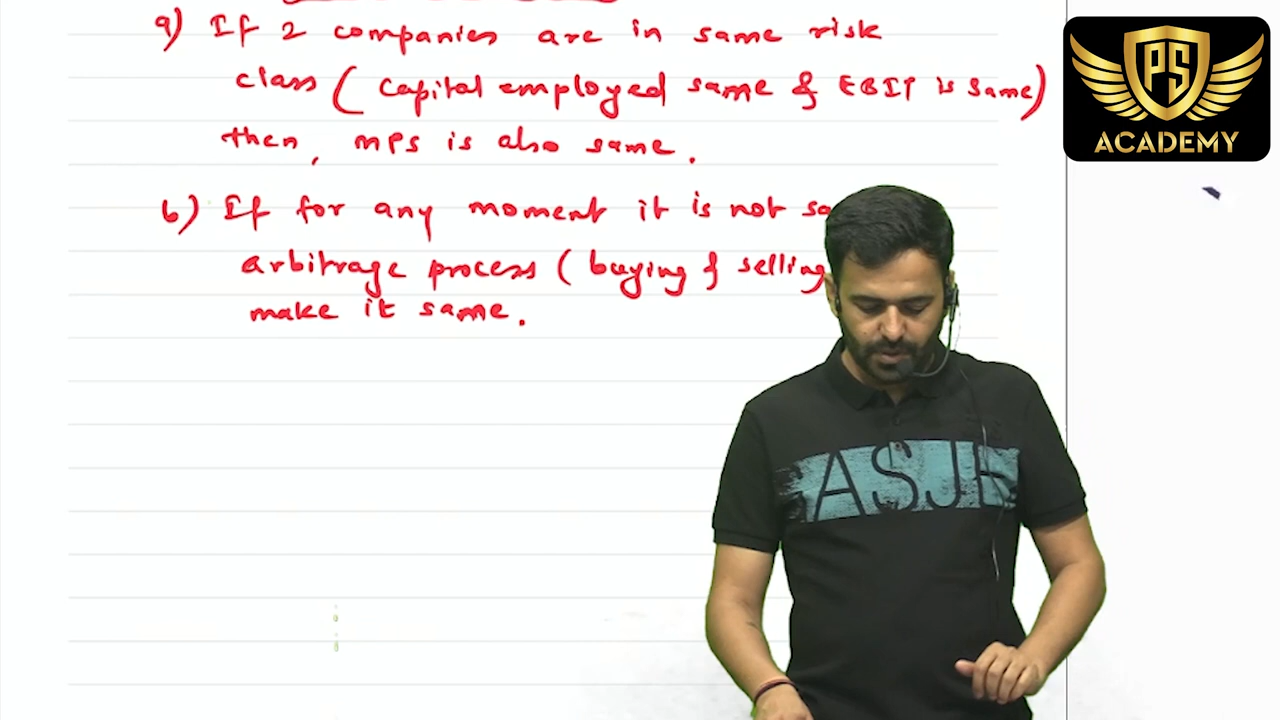 a) If 2 companies are in same risk
class ( capital employed same & EBIT is same)
then, MPS is also same.
b) If for any moment it is not
arbitrage process ( buying & selling
make it same.
PS
ACADEMY
ASJ